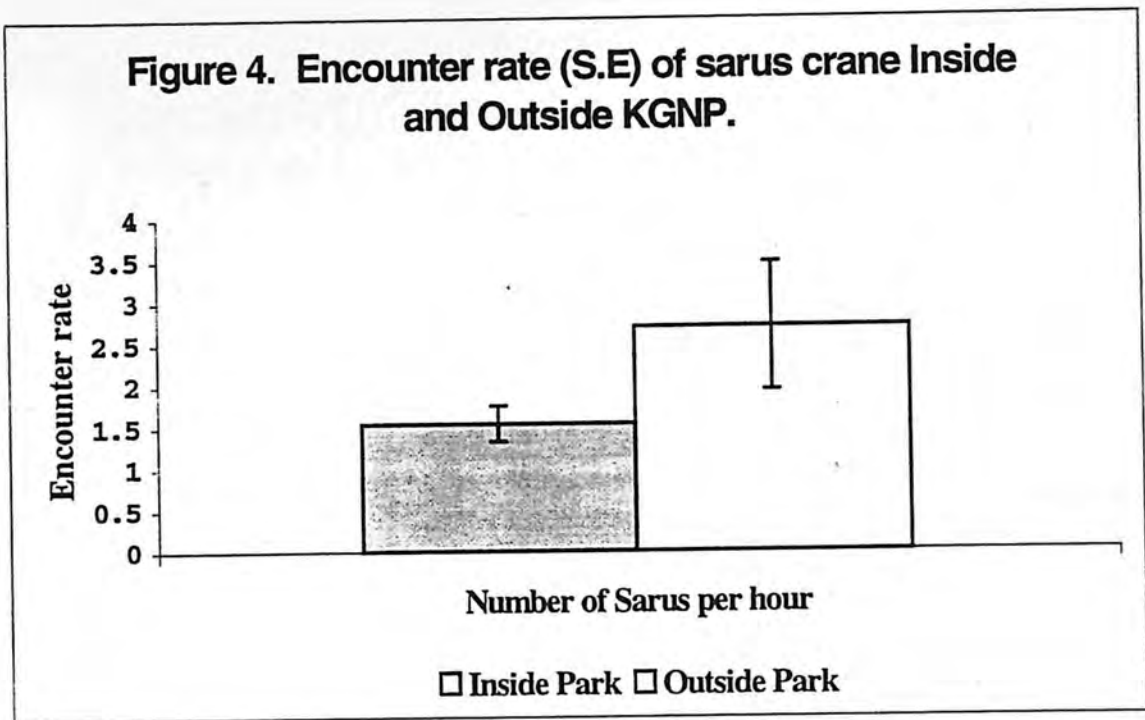 Figure 4. Encounter rate (S.E) of sarus crane Inside
and Outside KGNP.
Encounter rate
4
3.5
3
2.5
2
1.5
1
0.5
0
Number of Sarus per hour
Inside Park Outside Park